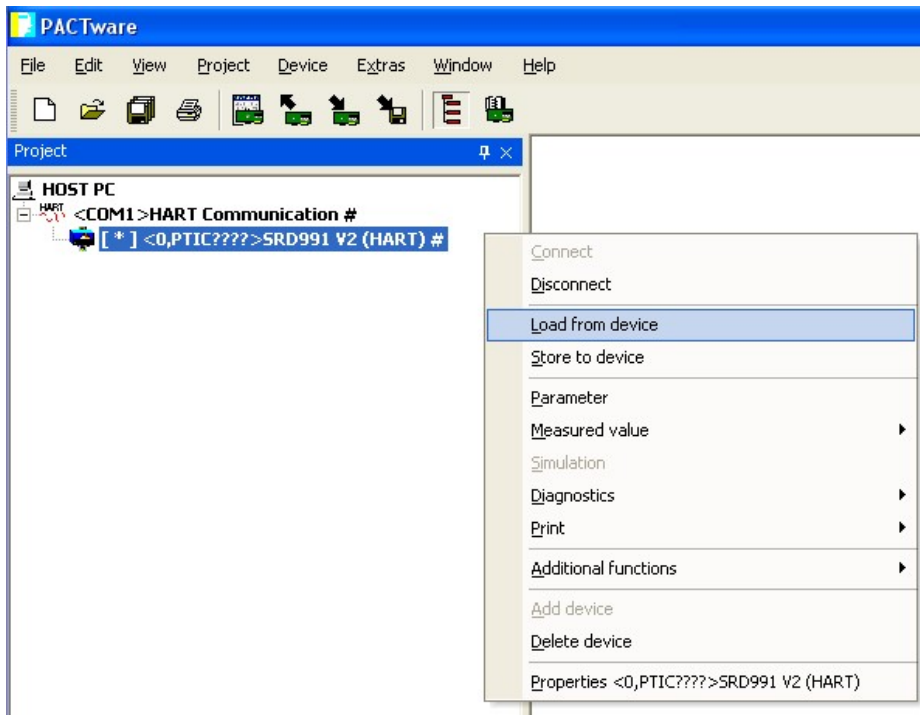 PACTware
File Edit View Project Device Extras Window Help
Project
HOST PC
HART <COM1>HART Communication #
[ * ] <0,PTIC????>SRD991 V2 (HART) #
Connect
Disconnect
Load from device
Store to device
Parameter
Measured value
Simulation
Diagnostics
Print
Additional functions
Add device
Delete device
Properties <0,PTIC????>SRD991 V2 (HART)